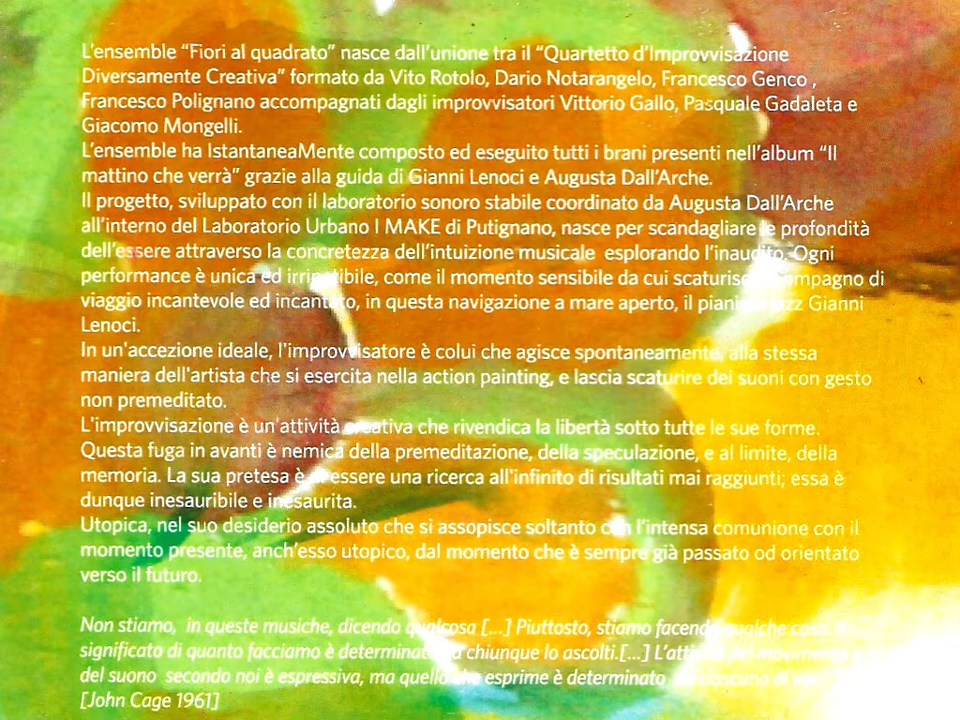 L'ensemble “Fiori al quadrato” nasce dall'unione tra il “Quartetto d'Improvvisazione
Diversamente Creativa” formato da Vito Rotolo, Dario Notarangelo, Francesco Genco ,
Francesco Polignano accompagnati dagli improvvisatori Vittorio Gallo, Pasquale Gadaleta e
Giacomo Mongelli.
L'ensemble ha IstantaneaMente composto ed eseguito tutti i brani presenti nell'album “Il
mattino che verrà” grazie alla guida di Gianni Lenoci e Augusta Dall'Arche.
Il progetto, sviluppato con il laboratorio sonoro stabile coordinato da Augusta Dall'Arche
all'interno del Laboratorio Urbano I MAKE di Putignano, nasce per scandagliare le profondità
dell'essere attraverso la concretezza dell'intuizione musicale esplorando l'inaudito. Ogni
performance è unica ed irripetibile, come il momento sensibile da cui scaturisce. Compagno di
viaggio incantevole ed incantato, in questa navigazione a mare aperto, il pianista jazz Gianni
Lenoci.
In un'accezione ideale, l'improvvisatore è colui che agisce spontaneamente, alla stessa
maniera dell'artista che si esercita nella action painting, e lascia scaturire dei suoni con gesto
non premeditato.
L'improvvisazione è un'attività creativa che rivendica la libertà sotto tutte le sue forme.
Questa fuga in avanti è nemica della premeditazione, della speculazione, e al limite, della
memoria. La sua pretesa è di essere una ricerca all'infinito di risultati mai raggiunti; essa è
dunque inesauribile e inesaurita.
Utopica, nel suo desiderio assoluto che si assopisce soltanto con l'intensa comunione con il
momento presente, anch'esso utopico, dal momento che è sempre già passato od orientato
verso il futuro.
Non stiamo, in queste musiche, dicendo qualcosa [...] Piuttosto, stiamo facendo qualche cosa. Il
significato di quanto facciamo è determinato da chiunque lo ascolti.[...] L'attività del movimento
del suono secondo noi è espressiva, ma quello che esprime è determinato da ciascuno di
[John Cage 1961]